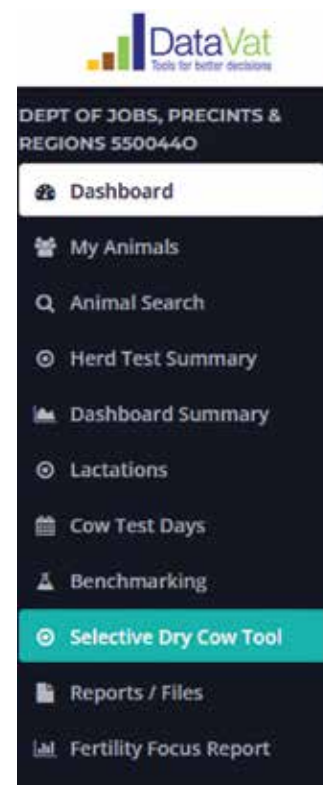 DataVat
Tools for better decisions
DEPT OF JOBS, PRECINTS &
REGIONS 550044O
Dashboard
My Animals
Animal Search
Herd Test Summary
Dashboard Summary
Lactations
Cow Test Days
Benchmarking
Selective Dry Cow Tool
Reports / Files
Fertility Focus Report